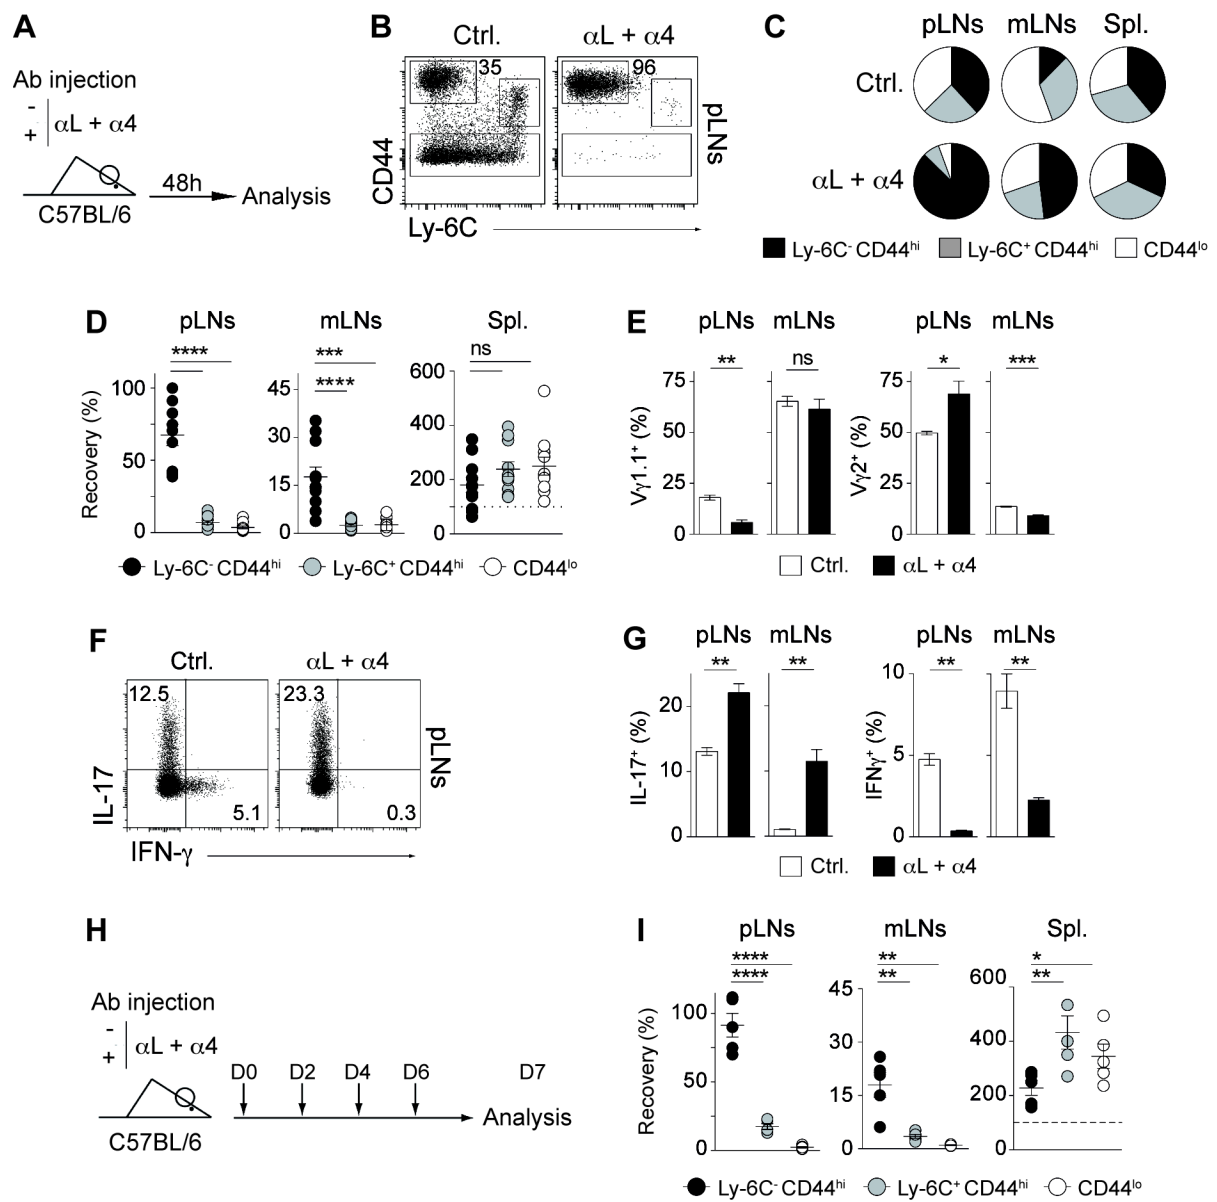 A
Ab injection
-
+
αL + α4
48h
Analysis
C57BL/6
B
Ctrl.
αL + α4
35
96
pLNs
CD44
Ly-6C
C
pLNs
mLNs
Spl.
Ctrl.
αL + α4
Ly-6C⁻ CD44ʰⁱ
Ly-6C⁺ CD44ʰⁱ
CD44ˡᵒ
D
pLNs
mLNs
Spl.
****
***
****
ns
Recovery (%)
100
50
0
45
30
15
0
600
400
200
0
Ly-6C⁻ CD44ʰⁱ
Ly-6C⁺ CD44ʰⁱ
CD44ˡᵒ
E
pLNs
mLNs
pLNs
mLNs
**
ns
*
***
Vγ1.1⁺ (%)
75
50
25
0
Vγ2⁺ (%)
75
50
25
0
Ctrl.
αL + α4
F
Ctrl.
αL + α4
12.5
5.1
23.3
0.3
pLNs
IL-17
IFN-γ
G
pLNs
mLNs
pLNs
mLNs
**
**
**
**
IL-17⁺ (%)
20
10
0
IFNγ⁺ (%)
10
5
0
Ctrl.
αL + α4
H
Ab injection
-
+
αL + α4
D0
D2
D4
D6
D7
Analysis
C57BL/6
I
pLNs
mLNs
Spl.
****
****
**
**
*
**
Recovery (%)
100
50
0
45
30
15
0
600
400
200
0
Ly-6C⁻ CD44ʰⁱ
Ly-6C⁺ CD44ʰⁱ
CD44ˡᵒ